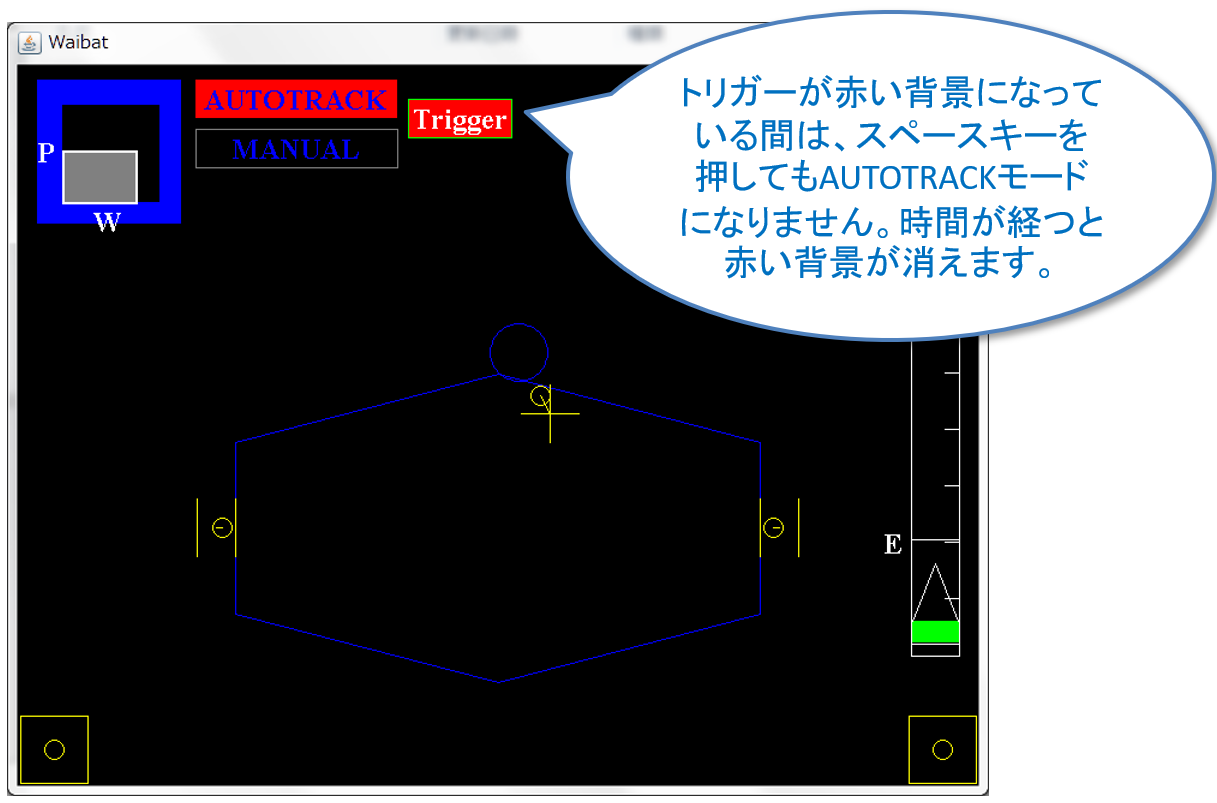 Waibat
AUTOTRACK
MANUAL
Trigger
P
W
E
トリガーが赤い背景になって
いる間は、スペースキーを
押してもAUTOTRACKモード
になりません。時間が経つと
赤い背景が消えます。